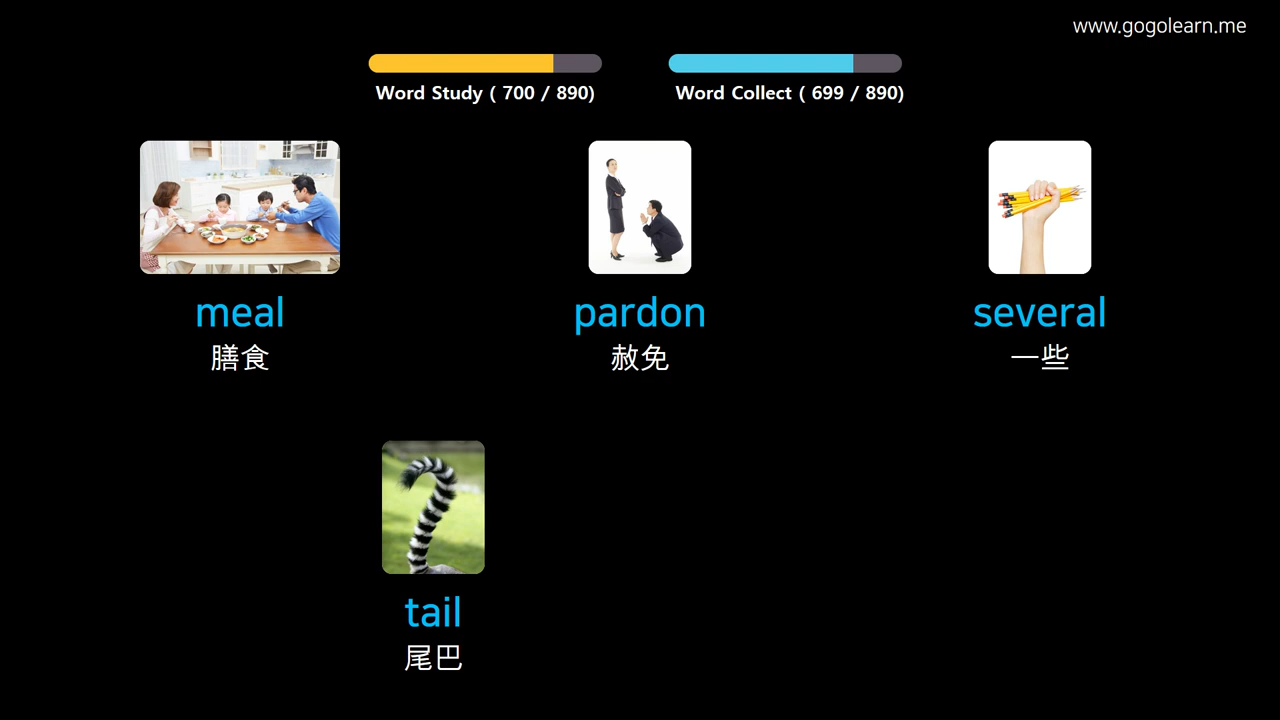 www.gogolearn.me
Word Study ( 700 / 890)
Word Collect ( 699 / 890)
meal
膳食
pardon
赦免
several
一些
tail
尾巴